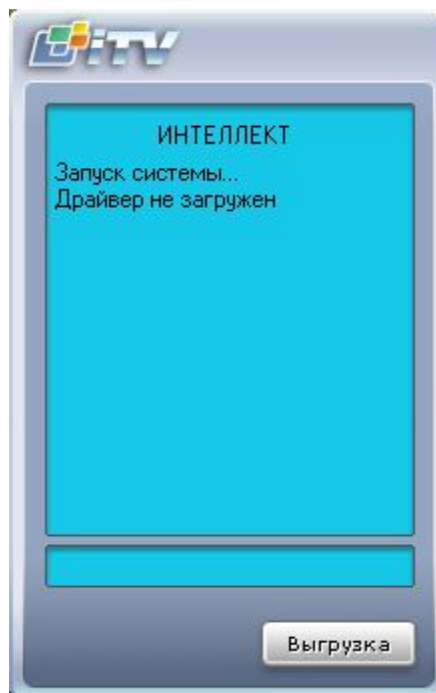 iTV
ИНТЕЛЛЕКТ
Запуск системы...
Драйвер не загружен
Выгрузка